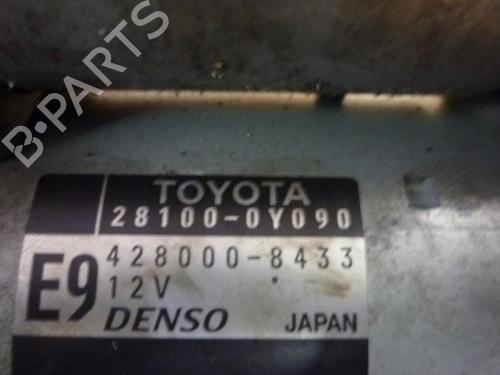 B-PARTS
TOYOTA
28100-0Y090
E9
428000-8433
12V
DENSO JAPAN